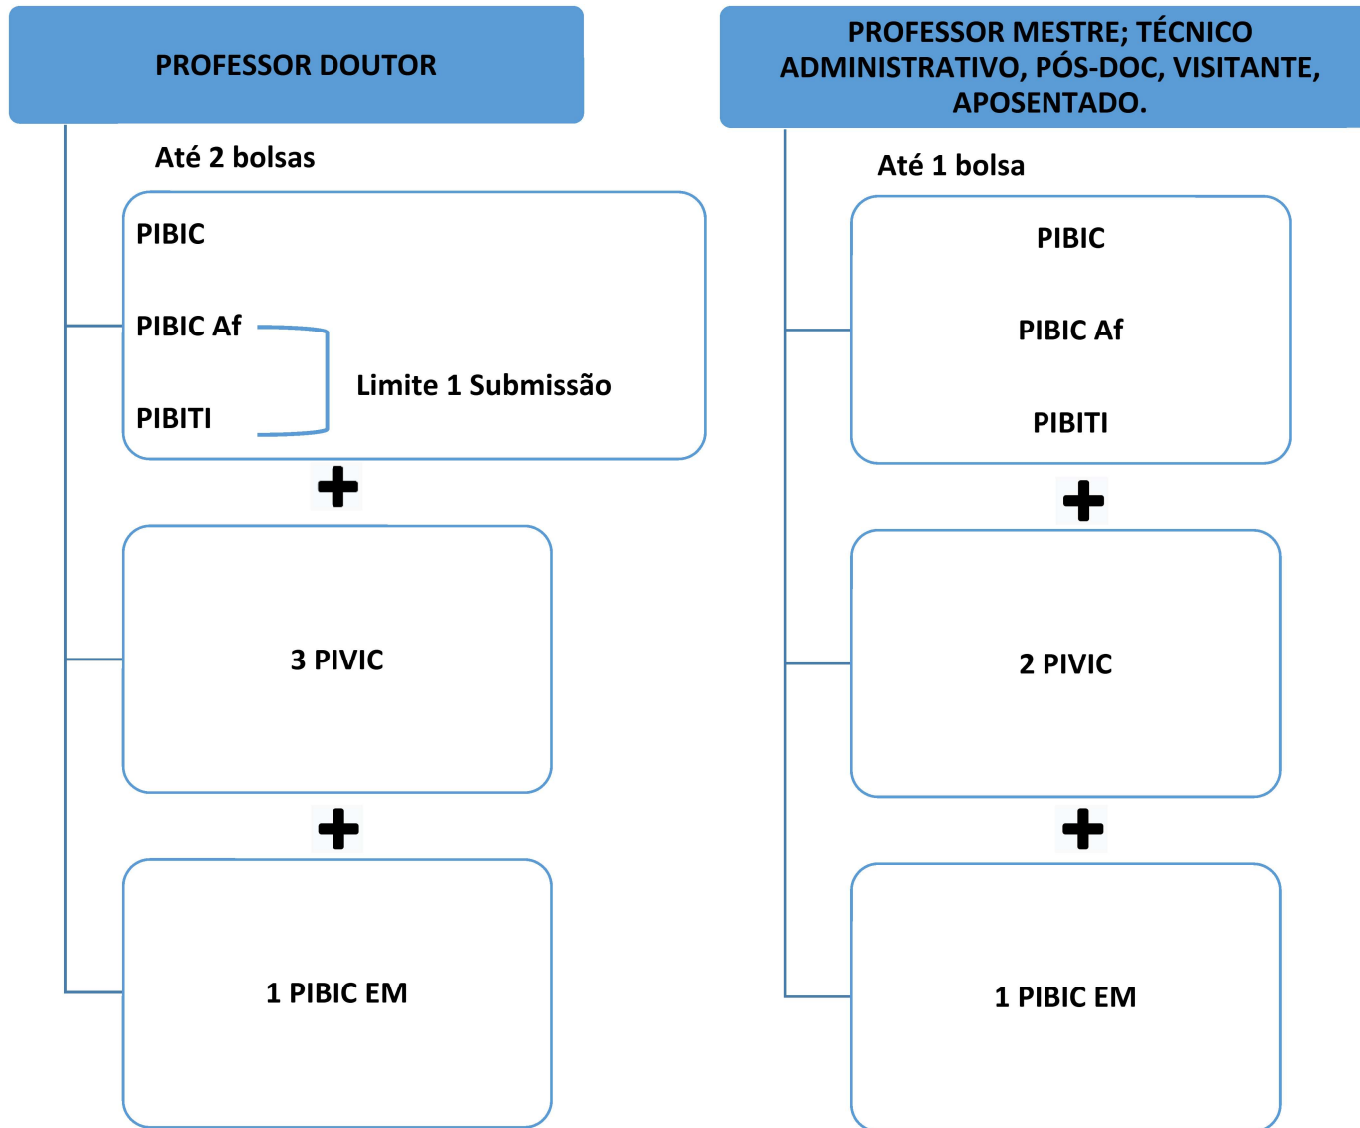 PROFESSOR DOUTOR
Até 2 bolsas
PIBIC
PIBIC Af
Limite 1 Submissão
PIBITI
3 PIVIC
1 PIBIC EM
PROFESSOR MESTRE; TÉCNICO
ADMINISTRATIVO, PÓS-DOC, VISITANTE,
APOSENTADO.
Até 1 bolsa
PIBIC
PIBIC Af
PIBITI
2 PIVIC
1 PIBIC EM